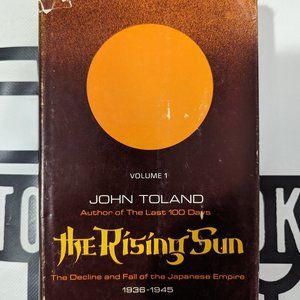 VOLUME 1
JOHN TOLAND
Author of The Last 100 Days
the Rising Sun
The Decline and Fall of the Japanese Empire
1936-1945